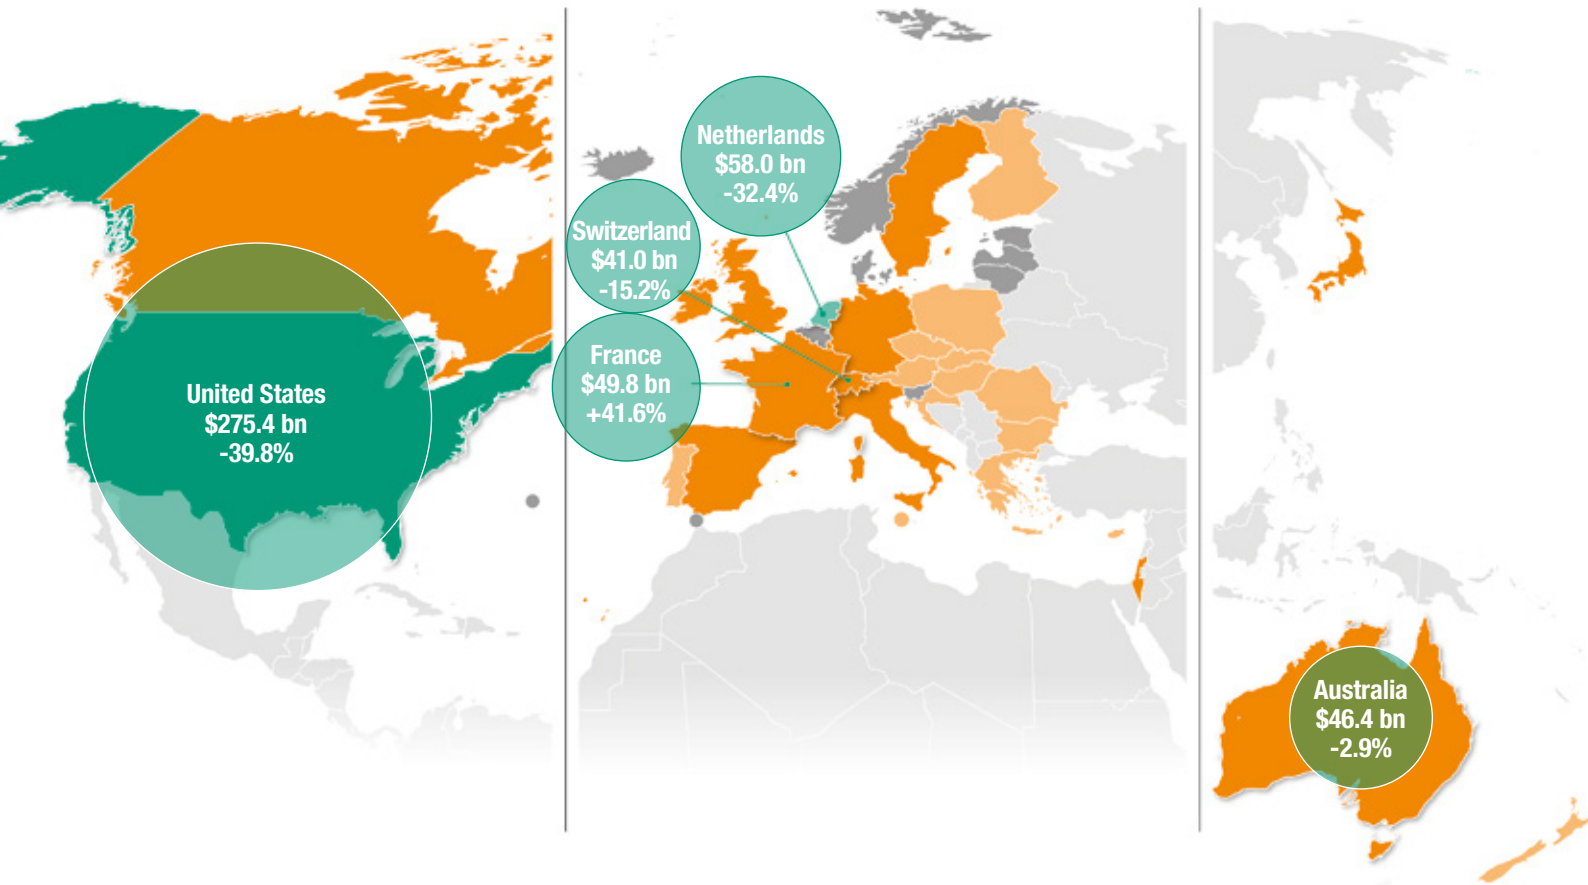 Netherlands
$58.0 bn
-32.4%
Switzerland
$41.0 bn
-15.2%
France
$49.8 bn
+41.6%
United States
$275.4 bn
-39.8%
Australia
$46.4 bn
-2.9%